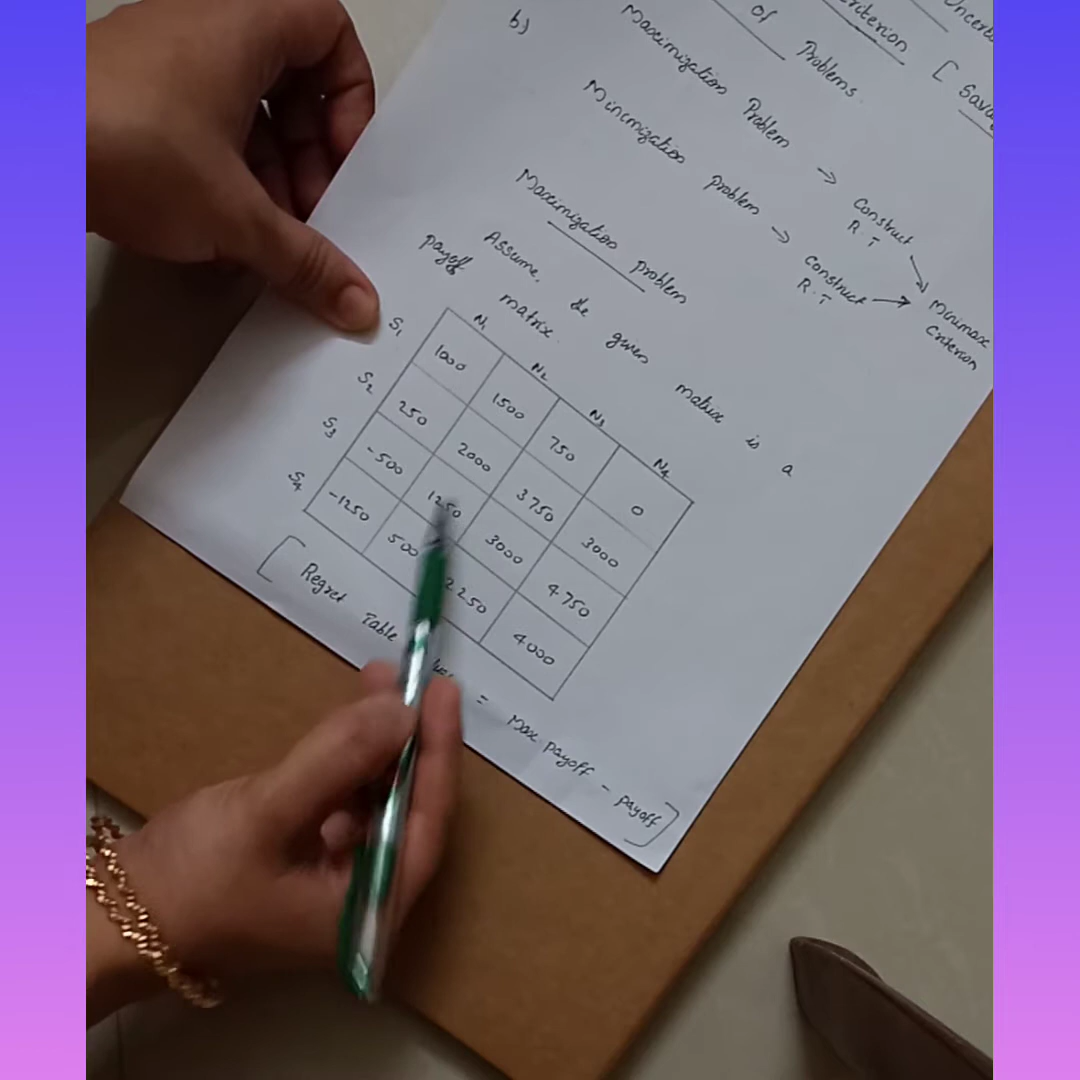 Uncert
Criterion [ Sava
of Problems.
b)
Maximization Problem → Construct R.T
Minimization problem → Construct R.T → Minimax Criterion
Maximization problem
Assume, the given matrix is a
payoff matrix.
N1 N2 N3 N4
S1 1000 1500 750 0
S2 250 2000 3750 3000
S3 -500 1250 3000 4750
S4 -1250 500 2250 4000
[ Regret Table = Max payoff - payoff ]